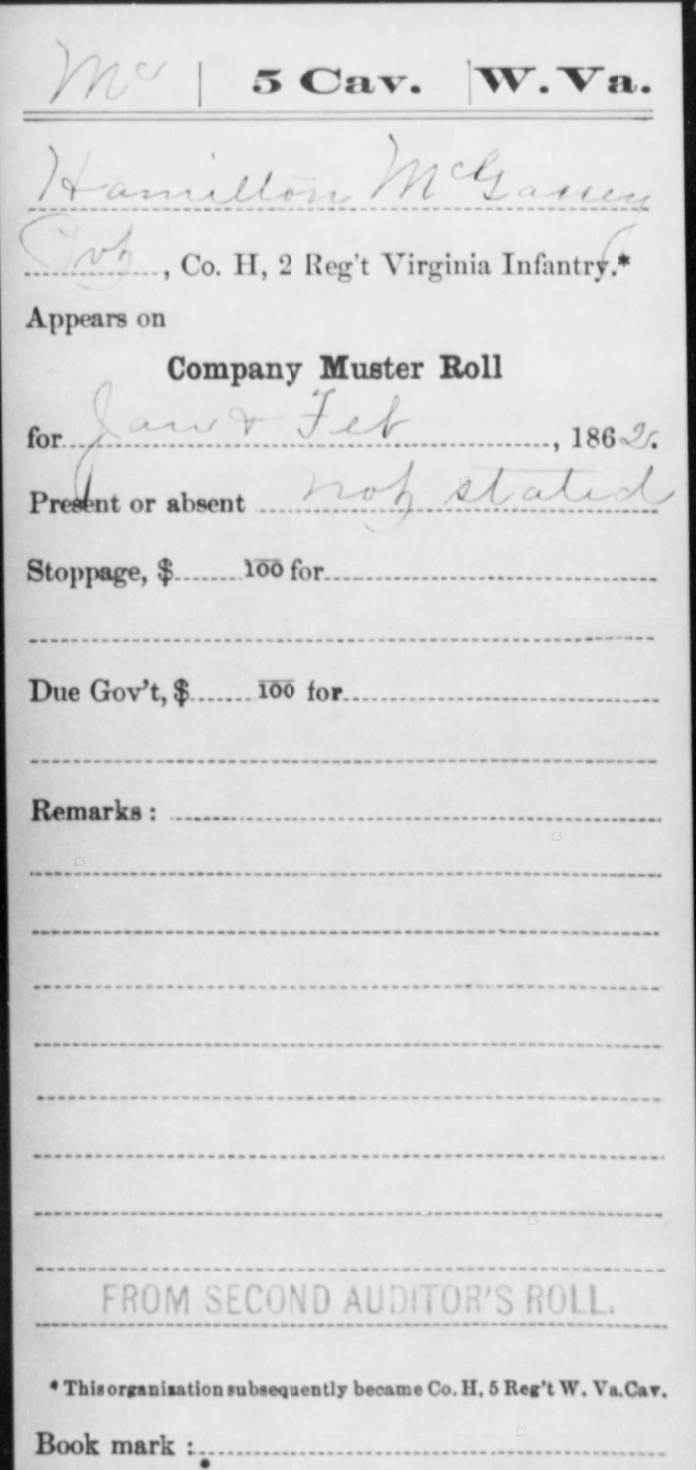 Mc | 5 Cav. | W. Va.
Hamilton McGaney
Pvt, Co. H, 2 Reg't Virginia Infantry.*
Appears on
Company Muster Roll
for Jan & Feb, 1862.
Present or absent not stated
Stoppage, $ 100 for
Due Gov't, $ 100 for
Remarks:
FROM SECOND AUDITOR'S ROLL.
* This organization subsequently became Co. H, 5 Reg't W. Va. Cav.
Book mark: